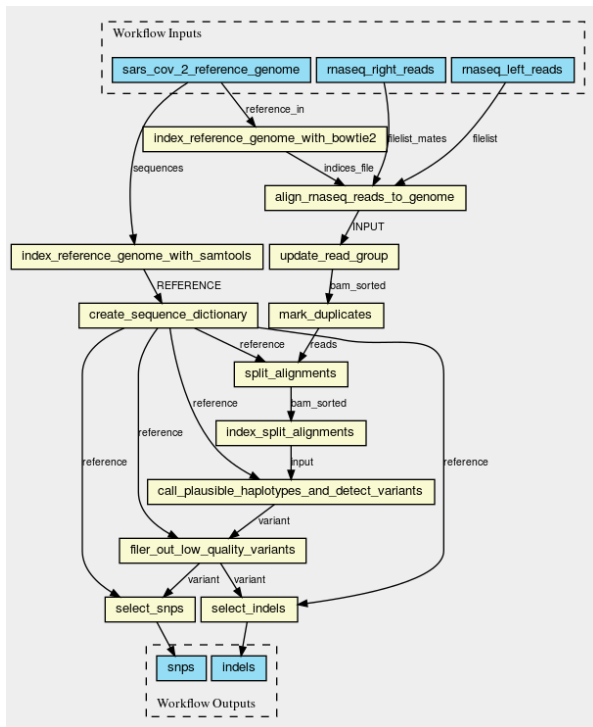 Workflow Inputs
sars_cov_2_reference_genome
rnaseq_right_reads
rnaseq_left_reads
reference_in
index_reference_genome_with_bowtie2
filelist_mates
filelist
sequences
indices_file
align_rnaseq_reads_to_genome
INPUT
index_reference_genome_with_samtools
update_read_group
REFERENCE
bam_sorted
create_sequence_dictionary
mark_duplicates
reference
reads
split_alignments
reference
bam_sorted
reference
index_split_alignments
reference
input
reference
call_plausible_haplotypes_and_detect_variants
variant
filer_out_low_quality_variants
variant
variant
select_snps
select_indels
snps
indels
Workflow Outputs